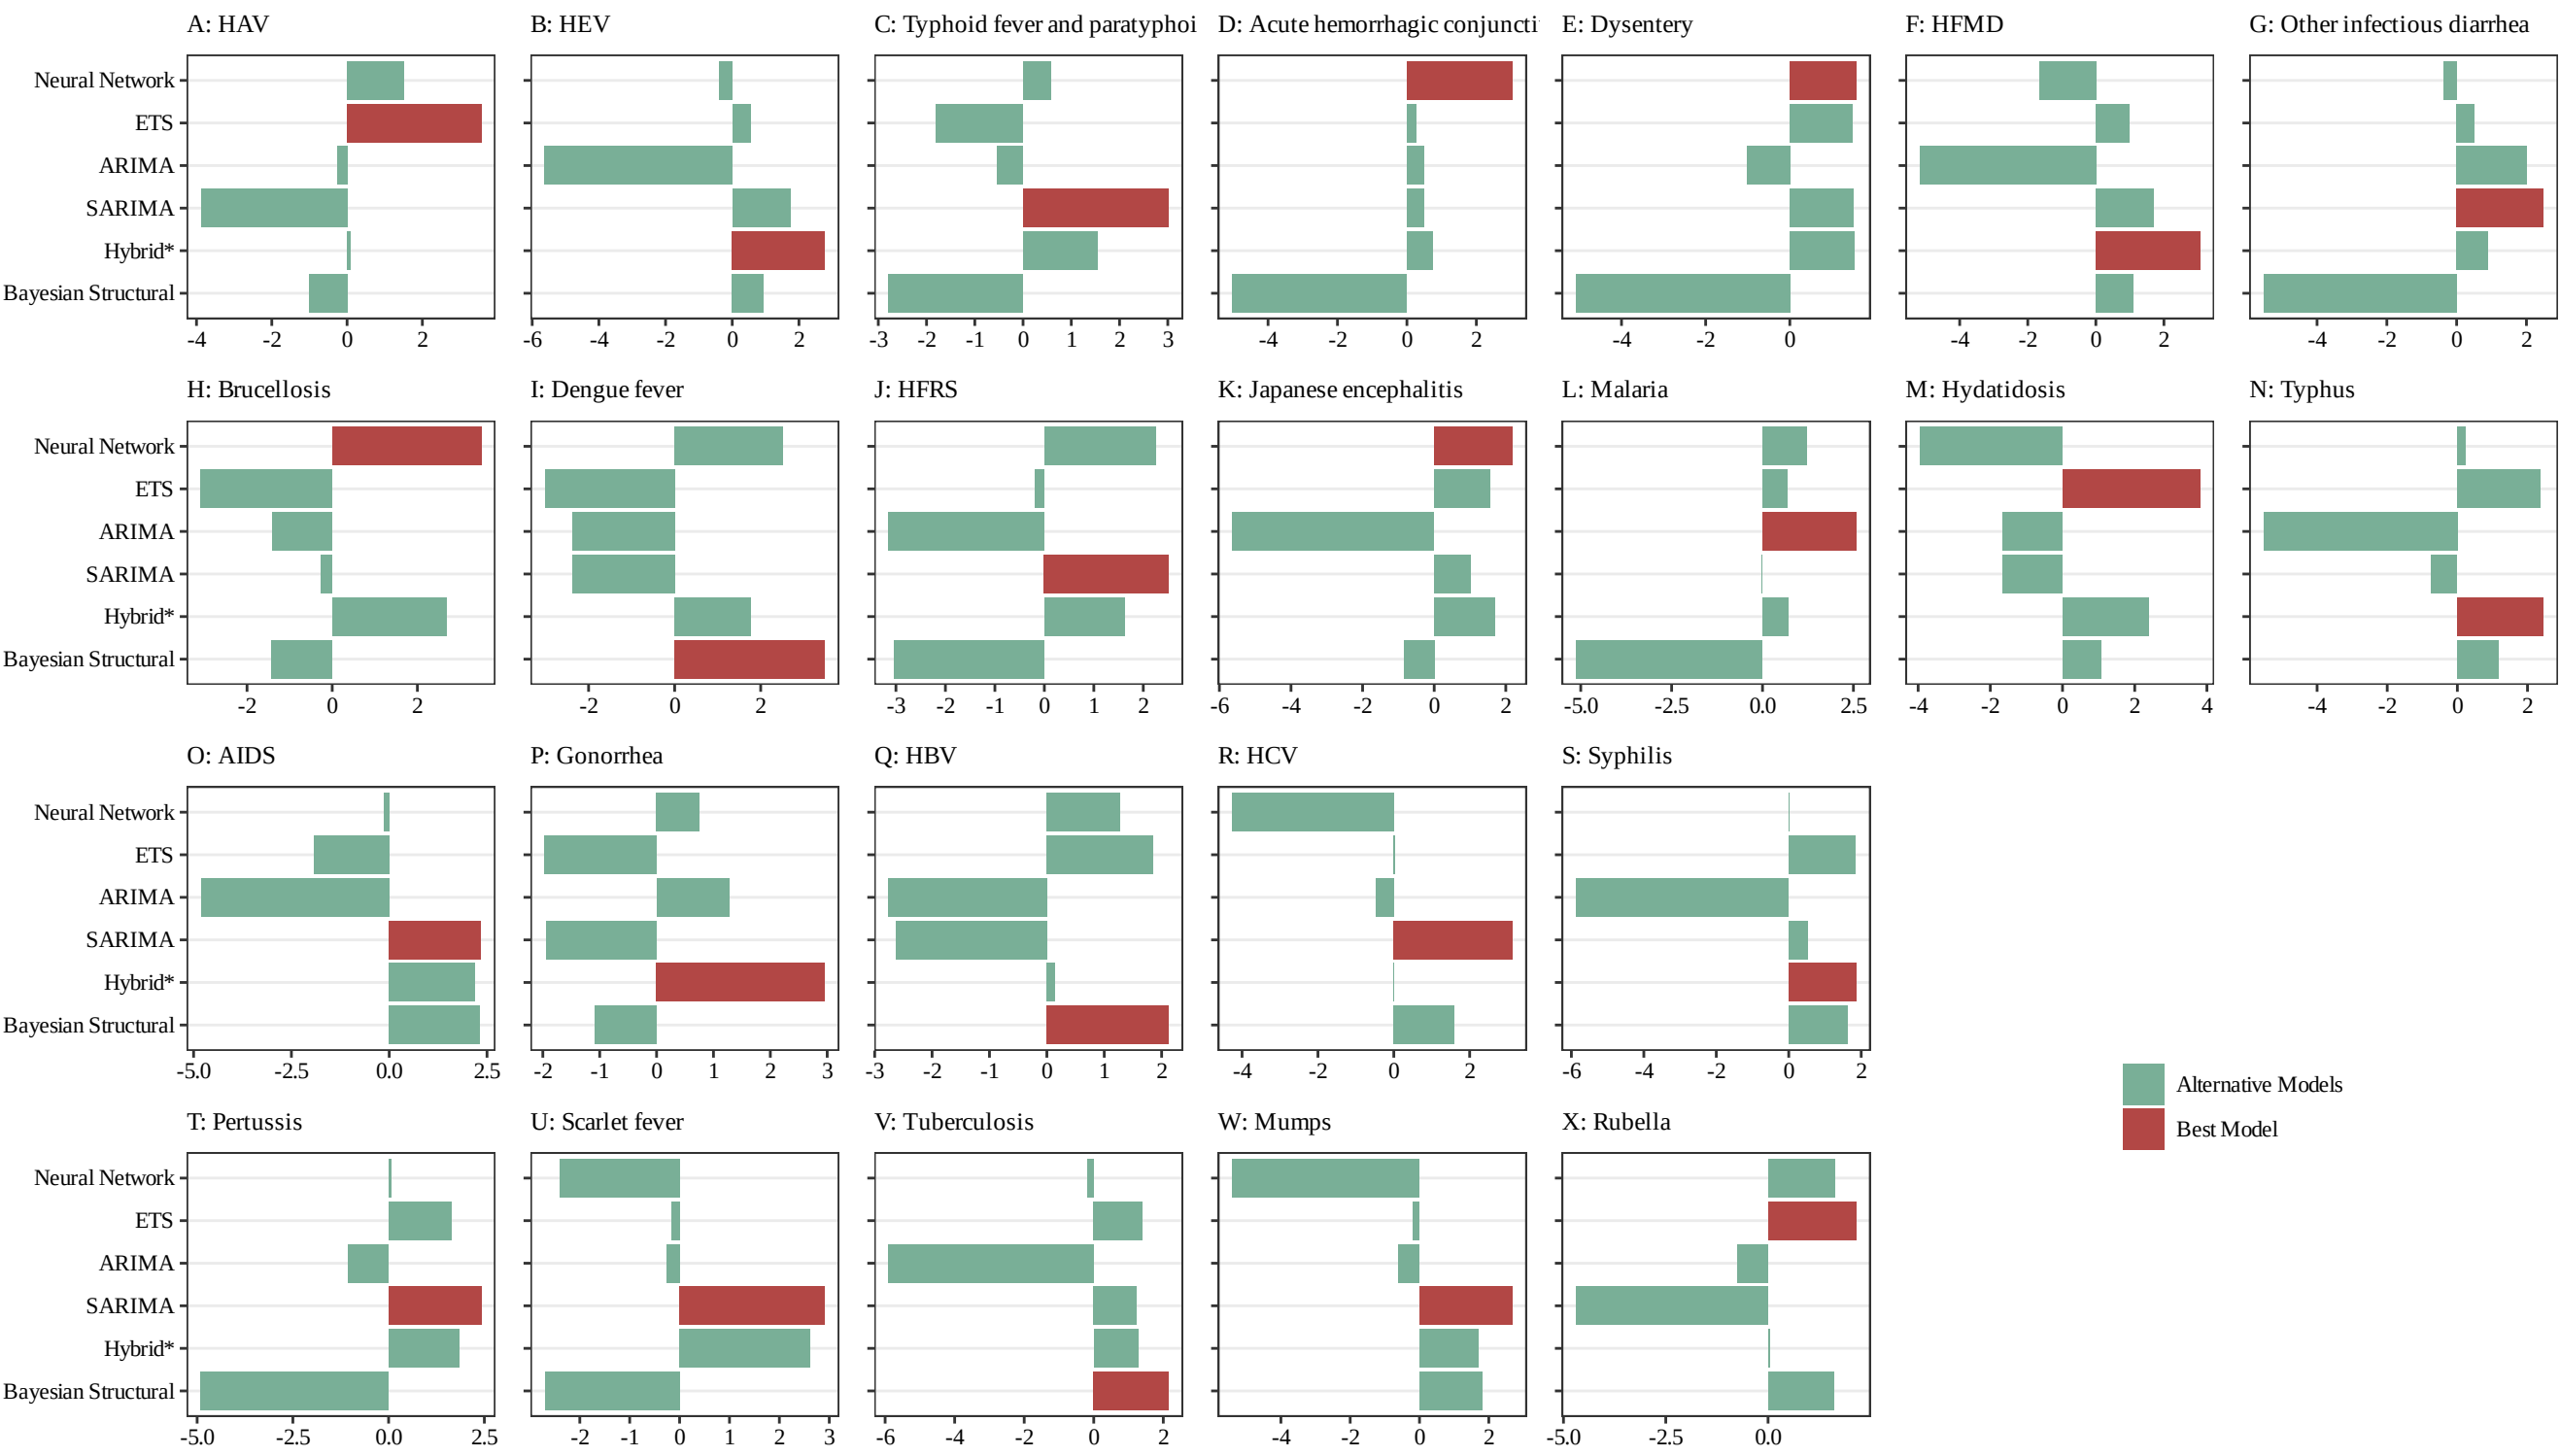 A: HAV
B: HEV
C: Typhoid fever and paratyphoi
D: Acute hemorrhagic conjuncti
E: Dysentery
F: HFMD
G: Other infectious diarrhea
Neural Network
ETS
ARIMA
SARIMA
Hybrid*
Bayesian Structural
-4 -2 0 2
-6 -4 -2 0 2
-3 -2 -1 0 1 2 3
-4 -2 0 2
-4 -2 0
-4 -2 0 2
-4 -2 0 2
H: Brucellosis
I: Dengue fever
J: HFRS
K: Japanese encephalitis
L: Malaria
M: Hydatidosis
N: Typhus
Neural Network
ETS
ARIMA
SARIMA
Hybrid*
Bayesian Structural
-2 0 2
-2 0 2
-3 -2 -1 0 1 2
-6 -4 -2 0 2
-5.0 -2.5 0.0 2.5
-4 -2 0 2 4
-4 -2 0 2
O: AIDS
P: Gonorrhea
Q: HBV
R: HCV
S: Syphilis
Neural Network
ETS
ARIMA
SARIMA
Hybrid*
Bayesian Structural
-5.0 -2.5 0.0 2.5
-2 -1 0 1 2 3
-3 -2 -1 0 1 2
-4 -2 0 2
-6 -4 -2 0 2
Alternative Models
Best Model
T: Pertussis
U: Scarlet fever
V: Tuberculosis
W: Mumps
X: Rubella
Neural Network
ETS
ARIMA
SARIMA
Hybrid*
Bayesian Structural
-5.0 -2.5 0.0 2.5
-2 -1 0 1 2 3
-6 -4 -2 0 2
-4 -2 0 2
-5.0 -2.5 0.0